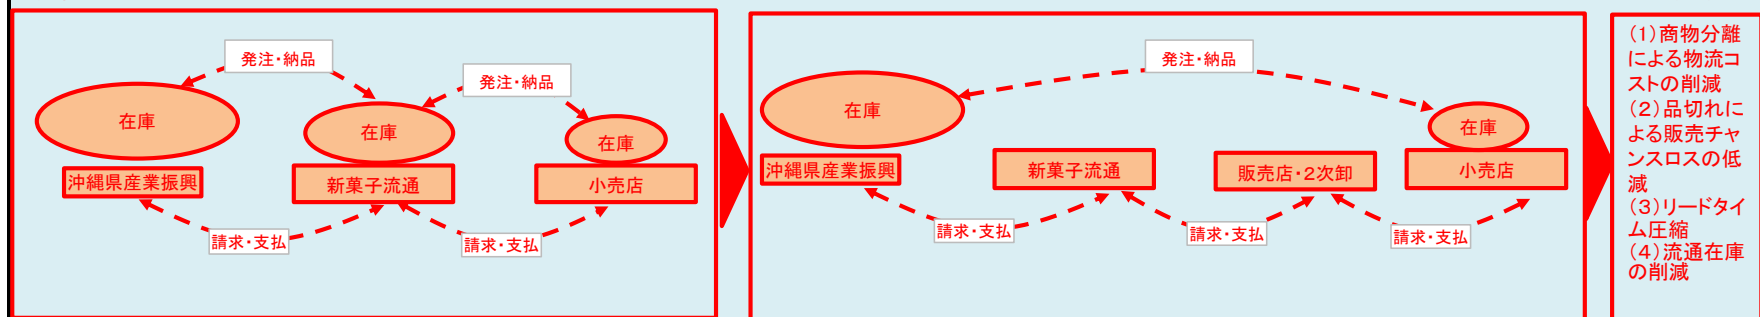 発注・納品
発注・納品
在庫
在庫
在庫
沖縄県産業振興
新菓子流通
小売店
請求・支払
請求・支払
発注・納品
在庫
在庫
沖縄県産業振興
新菓子流通
販売店・2次卸
小売店
請求・支払
請求・支払
請求・支払
(1)商物分離
による物流コ
ストの削減
(2)品切れに
よる販売チャ
ンスロスの低
減
(3)リードタイ
ム圧縮
(4)流通在庫
の削減